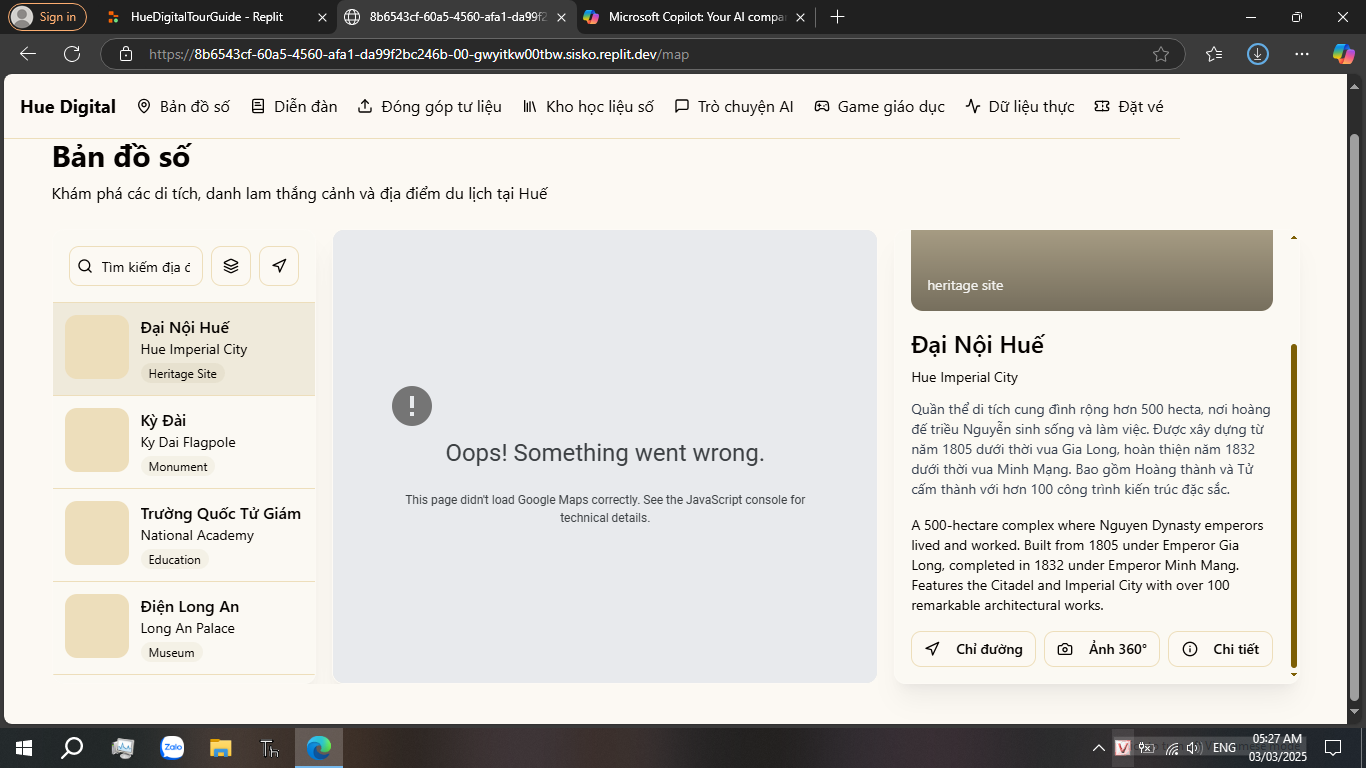 Sign in
HueDigitalTourGuide - Replit
8b6543cf-60a5-4560-afa1-da99f2
Microsoft Copilot: Your AI compa
https://8b6543cf-60a5-4560-afa1-da99f2bc246b-00-gwyitkw00tbw.sisko.replit.dev/map
Hue Digital
Bản đồ số
Diễn đàn
Đóng góp tư liệu
Kho học liệu số
Trò chuyện AI
Game giáo dục
Dữ liệu thực
Đặt vé
Bản đồ số
Khám phá các di tích, danh lam thắng cảnh và địa điểm du lịch tại Huế
Tìm kiếm địa đ
Đại Nội Huế
Hue Imperial City
Heritage Site
Kỳ Đài
Ky Dai Flagpole
Monument
Trường Quốc Tử Giám
National Academy
Education
Điện Long An
Long An Palace
Museum
Oops! Something went wrong.
This page didn't load Google Maps correctly. See the JavaScript console for
technical details.
heritage site
Đại Nội Huế
Hue Imperial City
Quần thể di tích cung đình rộng hơn 500 hecta, nơi hoàng
đế triều Nguyễn sinh sống và làm việc. Được xây dựng từ
năm 1805 dưới thời vua Gia Long, hoàn thiện năm 1832
dưới thời vua Minh Mạng. Bao gồm Hoàng thành và Tử
cấm thành với hơn 100 công trình kiến trúc đặc sắc.
A 500-hectare complex where Nguyen Dynasty emperors
lived and worked. Built from 1805 under Emperor Gia
Long, completed in 1832 under Emperor Minh Mang.
Features the Citadel and Imperial City with over 100
remarkable architectural works.
Chỉ đường
Ảnh 360°
Chi tiết
Zalo
Th
V
ENG
05:27 AM
03/03/2025